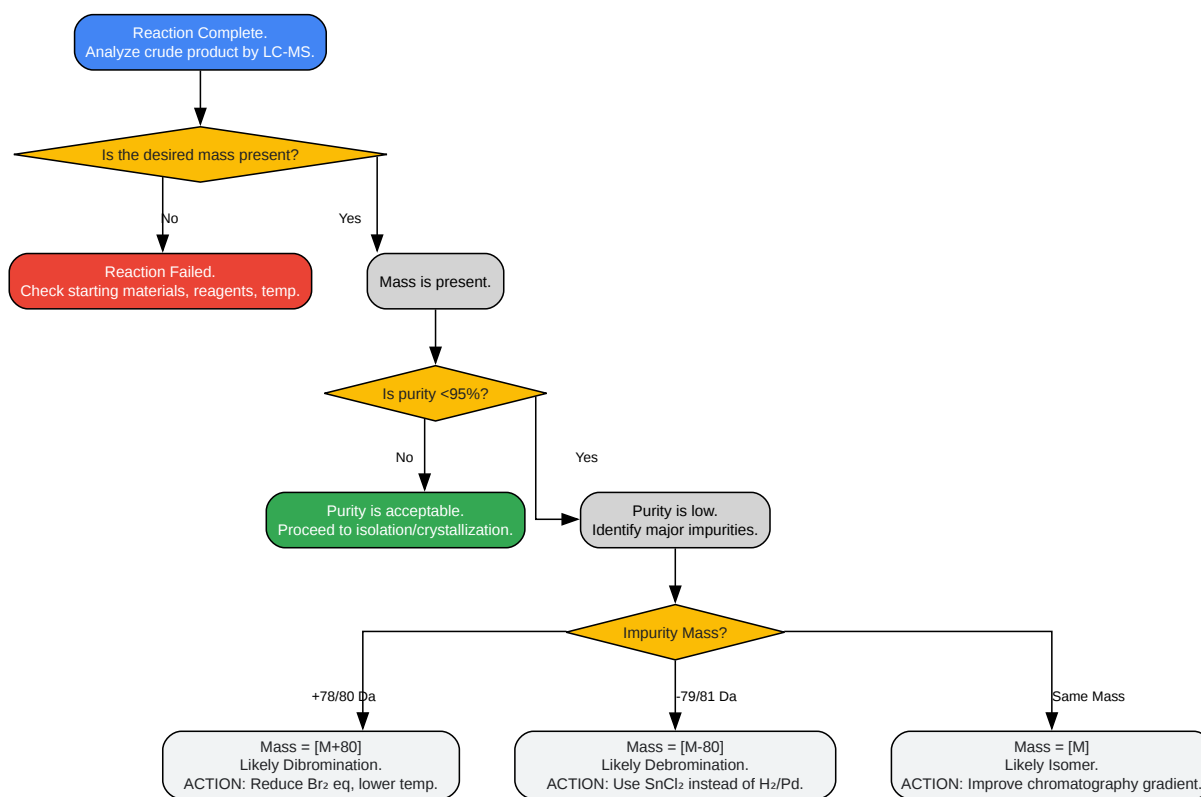 Reaction Complete.
Analyze crude product by LC-MS.
Is the desired mass present?
No
Yes
Reaction Failed.
Check starting materials, reagents, temp.
Mass is present.
Is purity <95%?
No
Yes
Purity is acceptable.
Proceed to isolation/crystallization.
Purity is low.
Identify major impurities.
Impurity Mass?
+78/80 Da
-79/81 Da
Same Mass
Mass = [M+80]
Likely Dibromination.
ACTION: Reduce Br₂ eq, lower temp.
Mass = [M-80]
Likely Debromination.
ACTION: Use SnCl₂ instead of H₂/Pd.
Mass = [M]
Likely Isomer.
ACTION: Improve chromatography gradient.